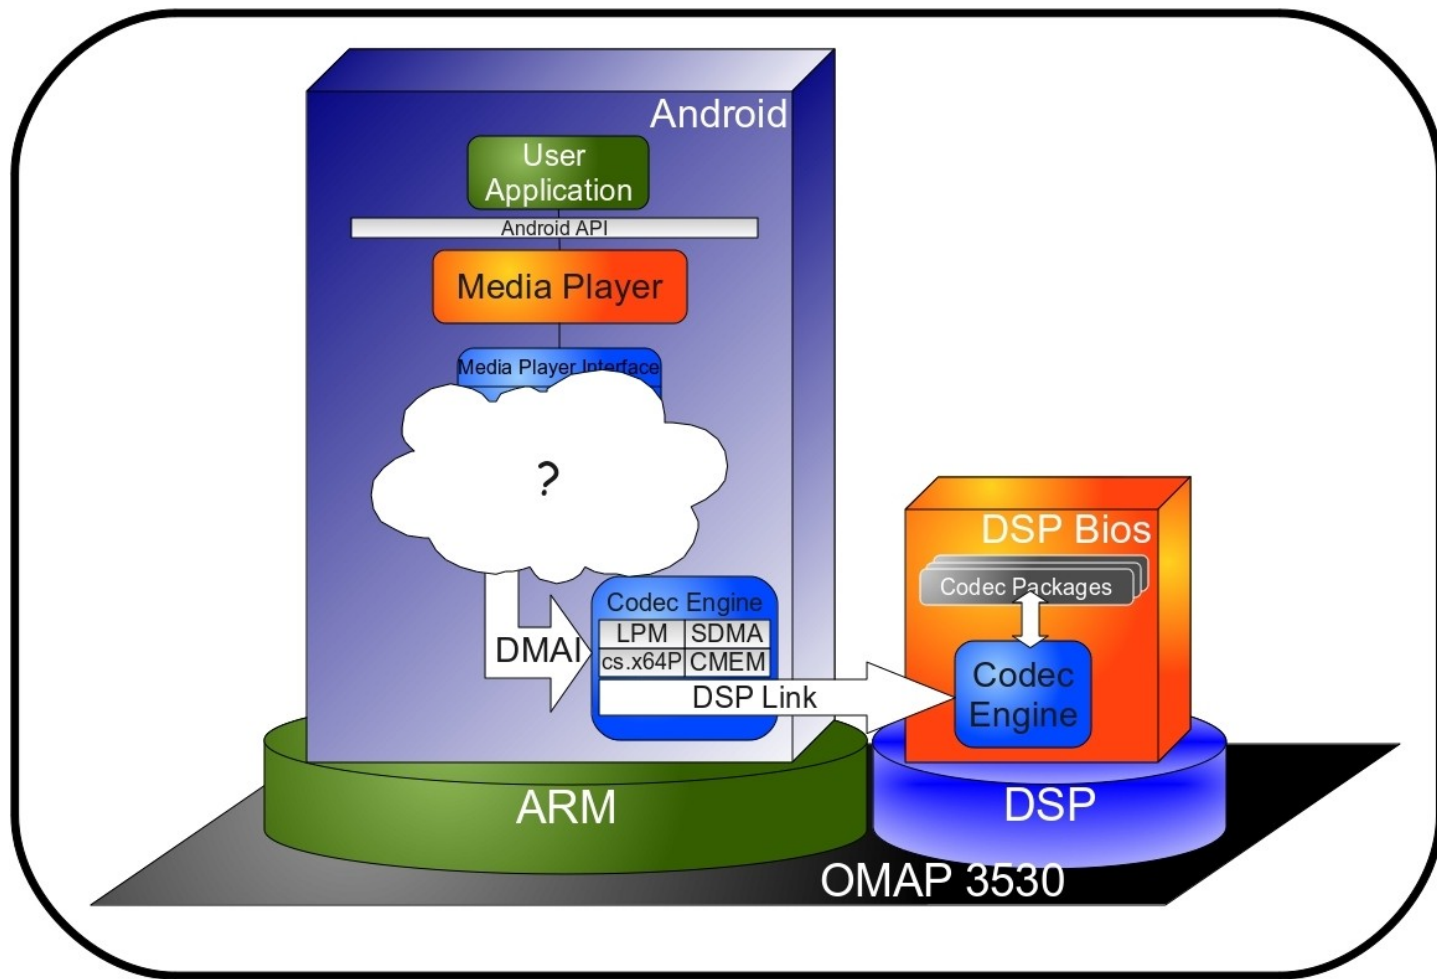 Android
User
Application
Android API
Media Player
Media Player Interface
?
DMAI
Codec Engine
LPM
SDMA
cs.x64P
CMEM
DSP Link
DSP Bios
Codec Packages
Codec
Engine
ARM
DSP
OMAP 3530